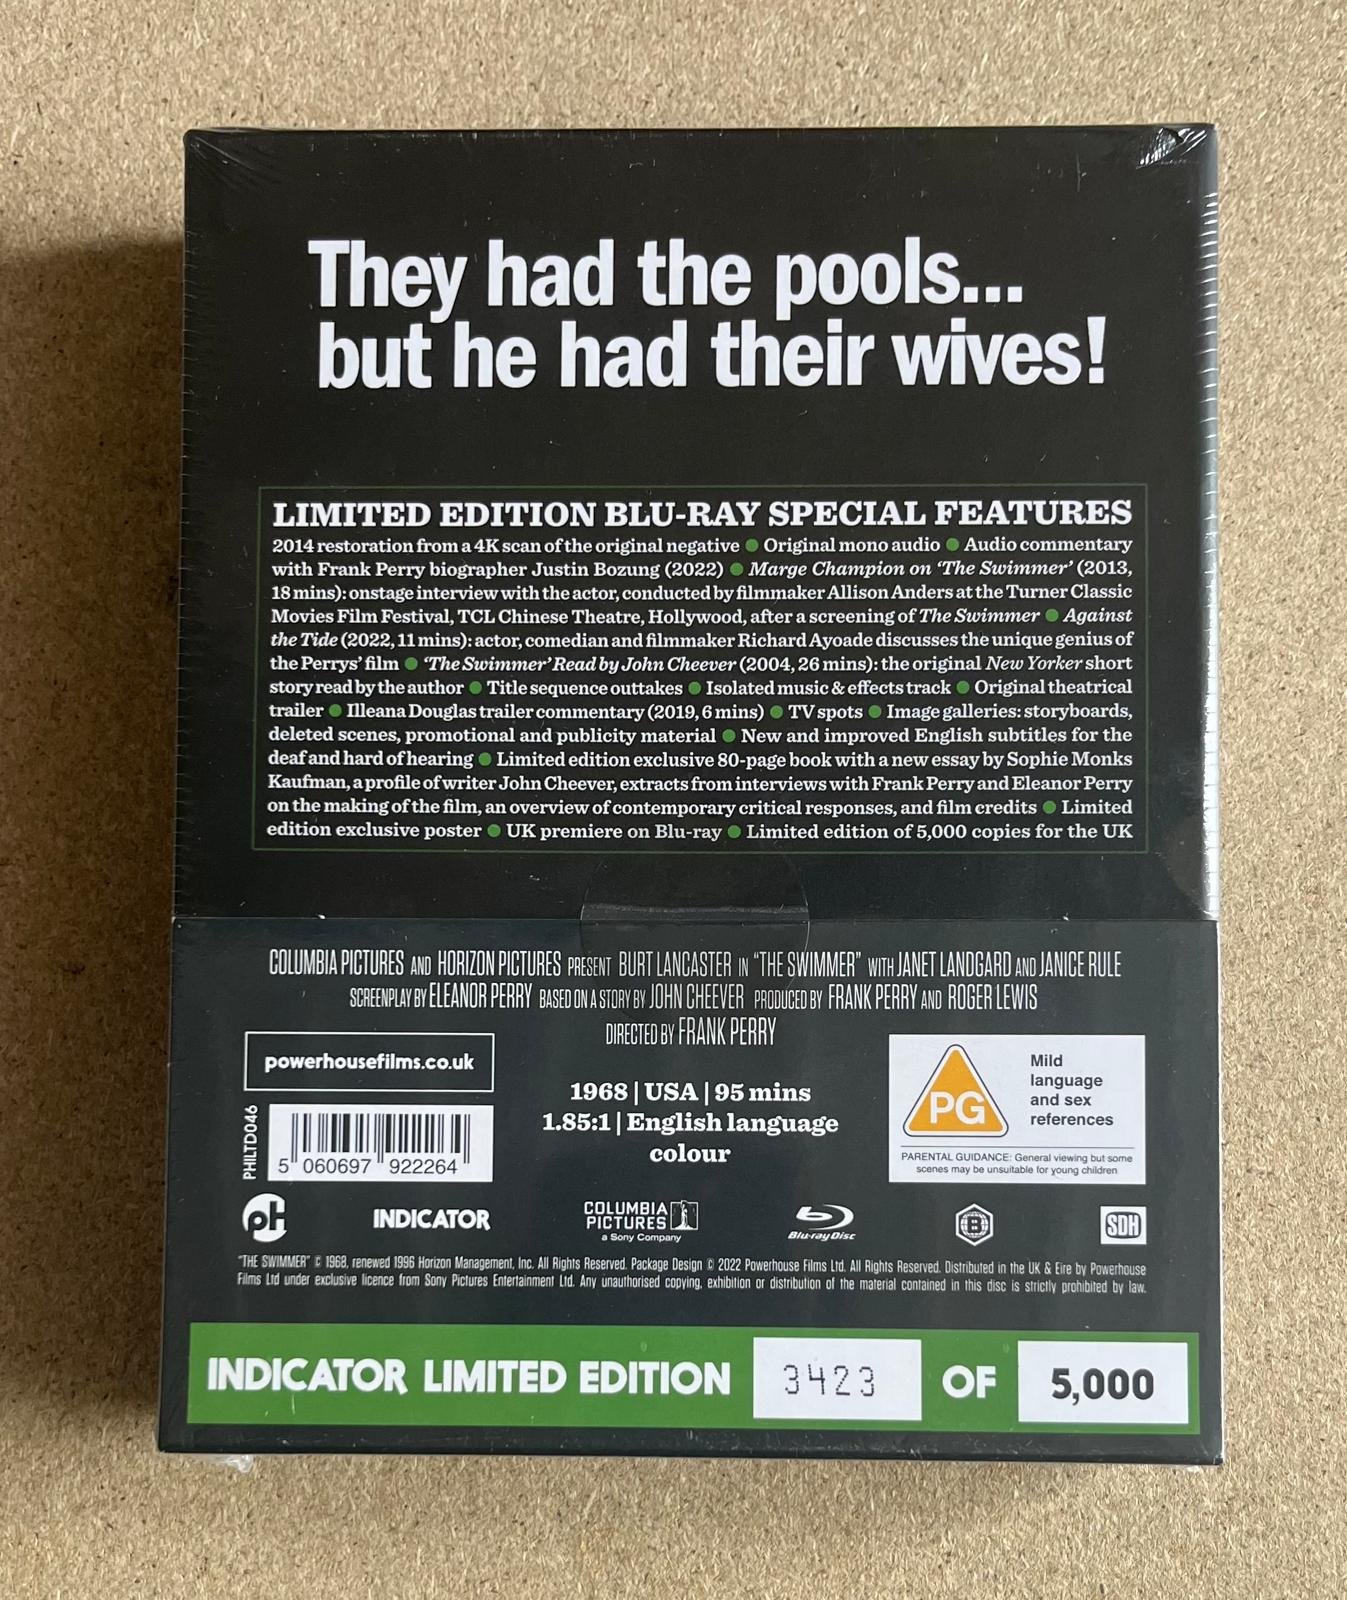 They had the pools...
but he had their wives!
LIMITED EDITION BLU-RAY SPECIAL FEATURES
2014 restoration from a 4K scan of the original negative ● Original mono audio ● Audio commentary
with Frank Perry biographer Justin Bozung (2022) ● Marge Champion on ‘The Swimmer’ (2013,
18 mins): onstage interview with the actor, conducted by filmmaker Allison Anders at the Turner Classic
Movies Film Festival, TCL Chinese Theatre, Hollywood, after a screening of The Swimmer ● Against
the Tide (2022, 11 mins): actor, comedian and filmmaker Richard Ayoade discusses the unique genius of
the Perrys’ film ● ‘The Swimmer’ Read by John Cheever (2004, 26 mins): the original New Yorker short
story read by the author ● Title sequence outtakes ● Isolated music & effects track ● Original theatrical
trailer ● Illeana Douglas trailer commentary (2019, 6 mins) ● TV spots ● Image galleries: storyboards,
deleted scenes, promotional and publicity material ● New and improved English subtitles for the
deaf and hard of hearing ● Limited edition exclusive 80-page book with a new essay by Sophie Monks
Kaufman, a profile of writer John Cheever, extracts from interviews with Frank Perry and Eleanor Perry
on the making of the film, an overview of contemporary critical responses, and film credits ● Limited
edition exclusive poster ● UK premiere on Blu-ray ● Limited edition of 5,000 copies for the UK
COLUMBIA PICTURES AND HORIZON PICTURES PRESENT BURT LANCASTER IN “THE SWIMMER” WITH JANET LANDGARD AND JANICE RULE
SCREENPLAY BY ELEANOR PERRY BASED ON A STORY BY JOHN CHEEVER PRODUCED BY FRANK PERRY AND ROGER LEWIS
DIRECTED BY FRANK PERRY
powerhousefilms.co.uk
PHILTD046
5 060697 922264
1968 | USA | 95 mins
1.85:1 | English language
colour
PG
Mild
language
and sex
references
PARENTAL GUIDANCE: General viewing but some
scenes may be unsuitable for young children
pH
INDICATOR
COLUMBIA
PICTURES
a Sony Company
Blu-ray Disc
B
SDH
“THE SWIMMER” © 1968, renewed 1996 Horizon Management, Inc. All Rights Reserved. Package Design © 2022 Powerhouse Films Ltd. All Rights Reserved. Distributed in the UK & Eire by Powerhouse
Films Ltd under exclusive licence from Sony Pictures Entertainment Ltd. Any unauthorised copying, exhibition or distribution of the material contained in this disc is strictly prohibited by law.
INDICATOR LIMITED EDITION 3423 OF 5,000